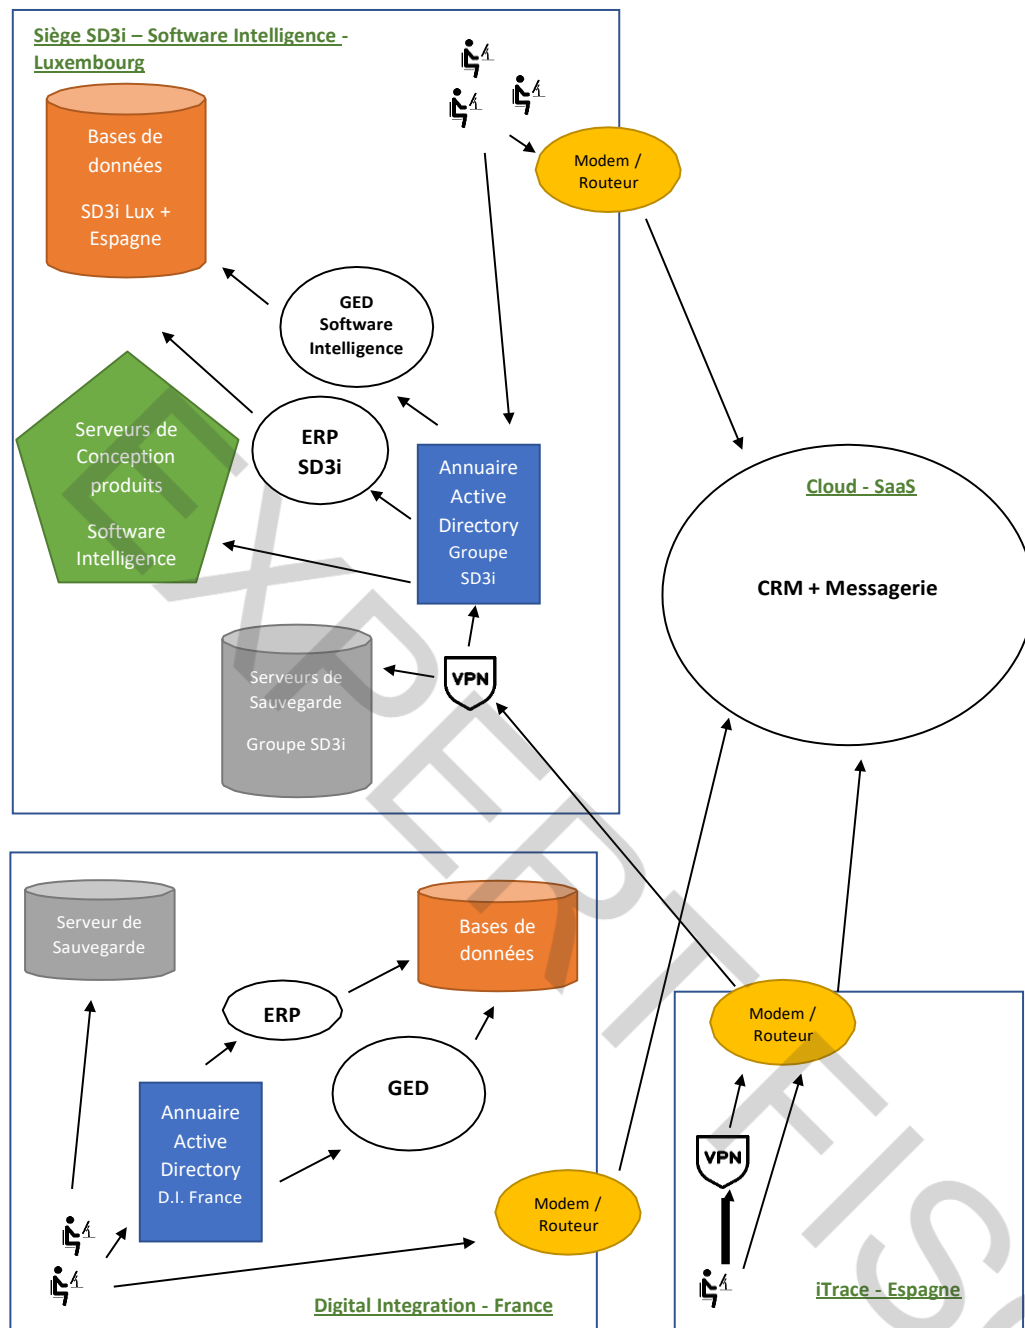 Siège SD3i – Software Intelligence -
Luxembourg
Bases de
données
SD3i Lux +
Espagne
Modem /
Routeur
GED
Software
Intelligence
ERP
SD3i
Serveurs de
Conception
produits
Software
Intelligence
Annuaire
Active
Directory
Groupe
SD3i
Cloud - SaaS
CRM + Messagerie
VPN
Serveurs de
Sauvegarde
Groupe SD3i
Serveur de
Sauvegarde
Bases de
données
ERP
GED
Annuaire
Active
Directory
D.I. France
Modem /
Routeur
Digital Integration - France
Modem /
Routeur
VPN
iTrace - Espagne
EXPERT FISC